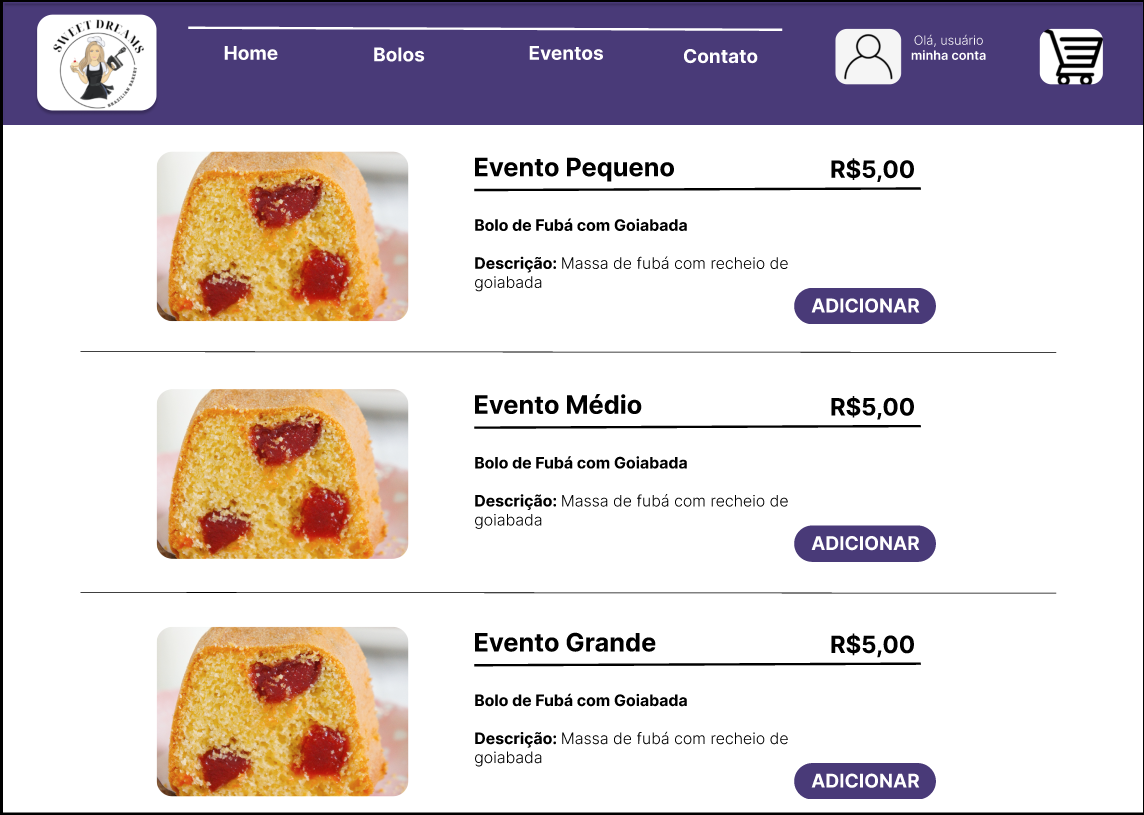 SWEET DREAMS
BRAZILIAN BAKERY
Home
Bolos
Eventos
Contato
Olá, usuário
minha conta
Evento Pequeno
R$5,00
Bolo de Fubá com Goiabada
Descrição: Massa de fubá com recheio de
goiabada
ADICIONAR
Evento Médio
R$5,00
Bolo de Fubá com Goiabada
Descrição: Massa de fubá com recheio de
goiabada
ADICIONAR
Evento Grande
R$5,00
Bolo de Fubá com Goiabada
Descrição: Massa de fubá com recheio de
goiabada
ADICIONAR